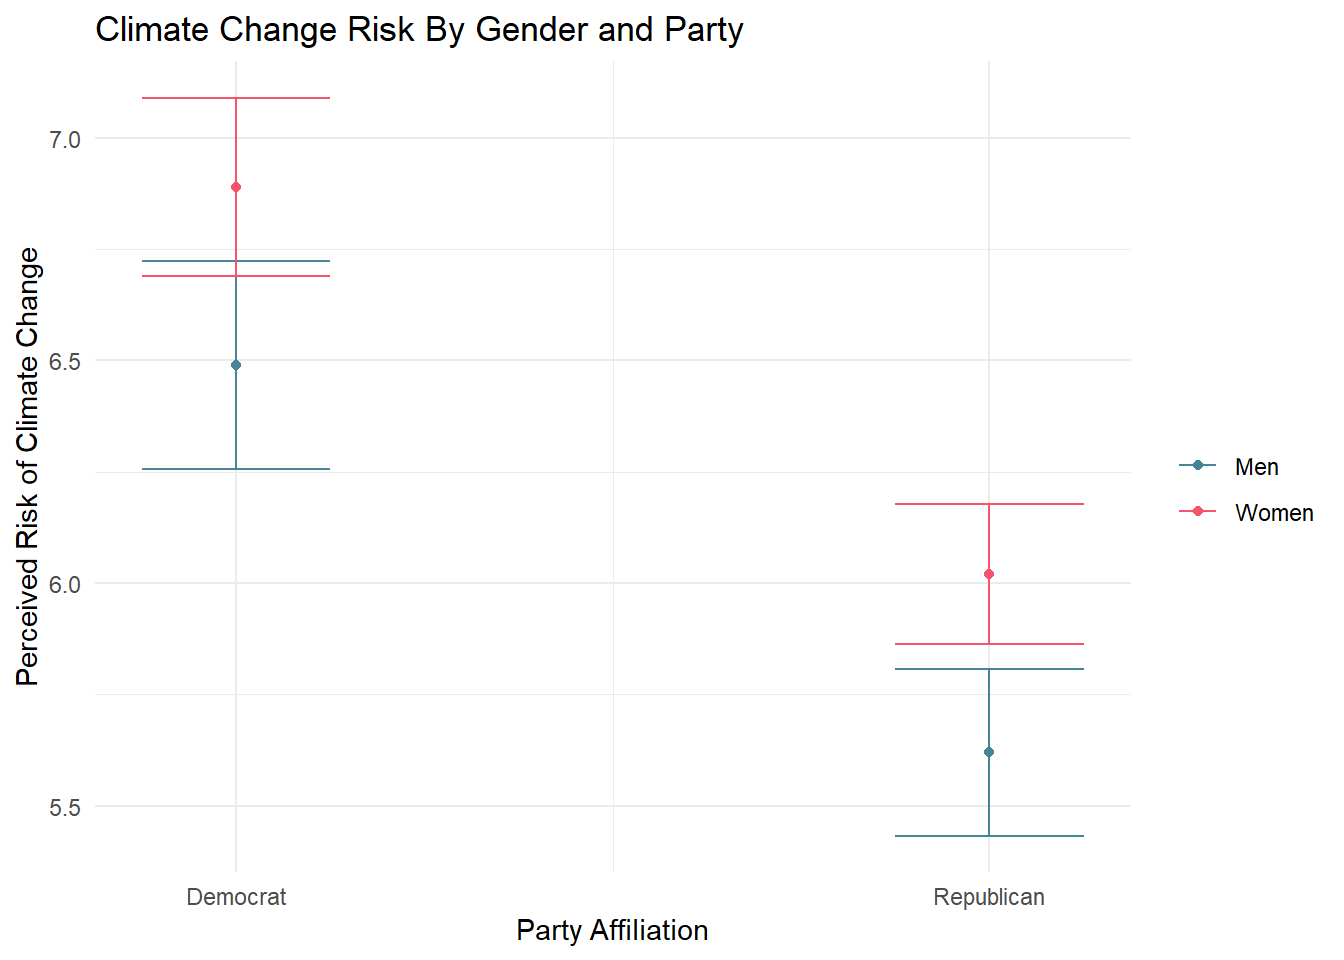 Climate Change Risk By Gender and Party
Perceived Risk of Climate Change
7.0
6.5
6.0
5.5
Democrat
Republican
Party Affiliation
Men
Women